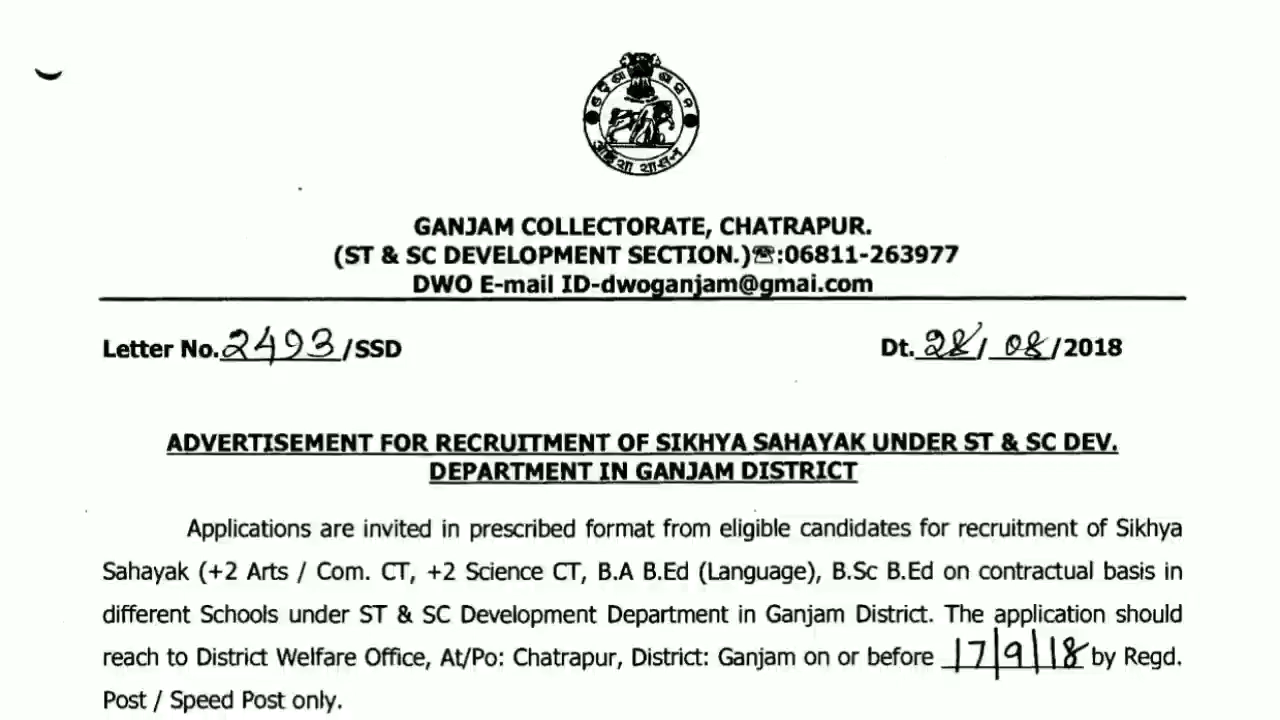 ଓଡ଼ିଶା ଶାସନ
ओड़िशा शासन
GANJAM COLLECTORATE, CHATRAPUR.
(ST & SC DEVELOPMENT SECTION.)☎:06811-263977
DWO E-mail ID-dwoganjam@gmai.com
Letter No. 2493/SSD
Dt. 28/ 08/2018
ADVERTISEMENT FOR RECRUITMENT OF SIKHYA SAHAYAK UNDER ST & SC DEV.
DEPARTMENT IN GANJAM DISTRICT
Applications are invited in prescribed format from eligible candidates for recruitment of Sikhya
Sahayak (+2 Arts / Com. CT, +2 Science CT, B.A B.Ed (Language), B.Sc B.Ed on contractual basis in
different Schools under ST & SC Development Department in Ganjam District. The application should
reach to District Welfare Office, At/Po: Chatrapur, District: Ganjam on or before 17|9|18 by Regd.
Post / Speed Post only.